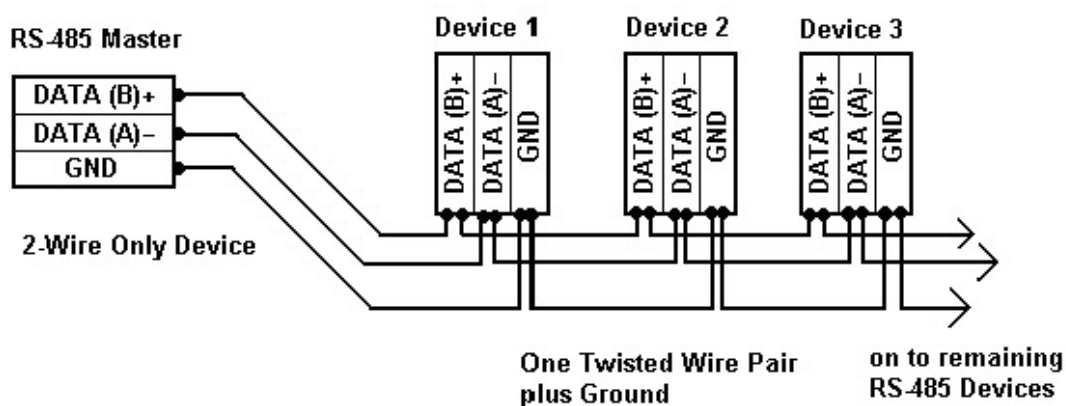 RS-485 Master
DATA (B)+
DATA (A)−
GND
2-Wire Only Device
Device 1
DATA (B)+
DATA (A)−
GND
Device 2
DATA (B)+
DATA (A)−
GND
Device 3
DATA (B)+
DATA (A)−
GND
One Twisted Wire Pair
plus Ground
on to remaining
RS-485 Devices